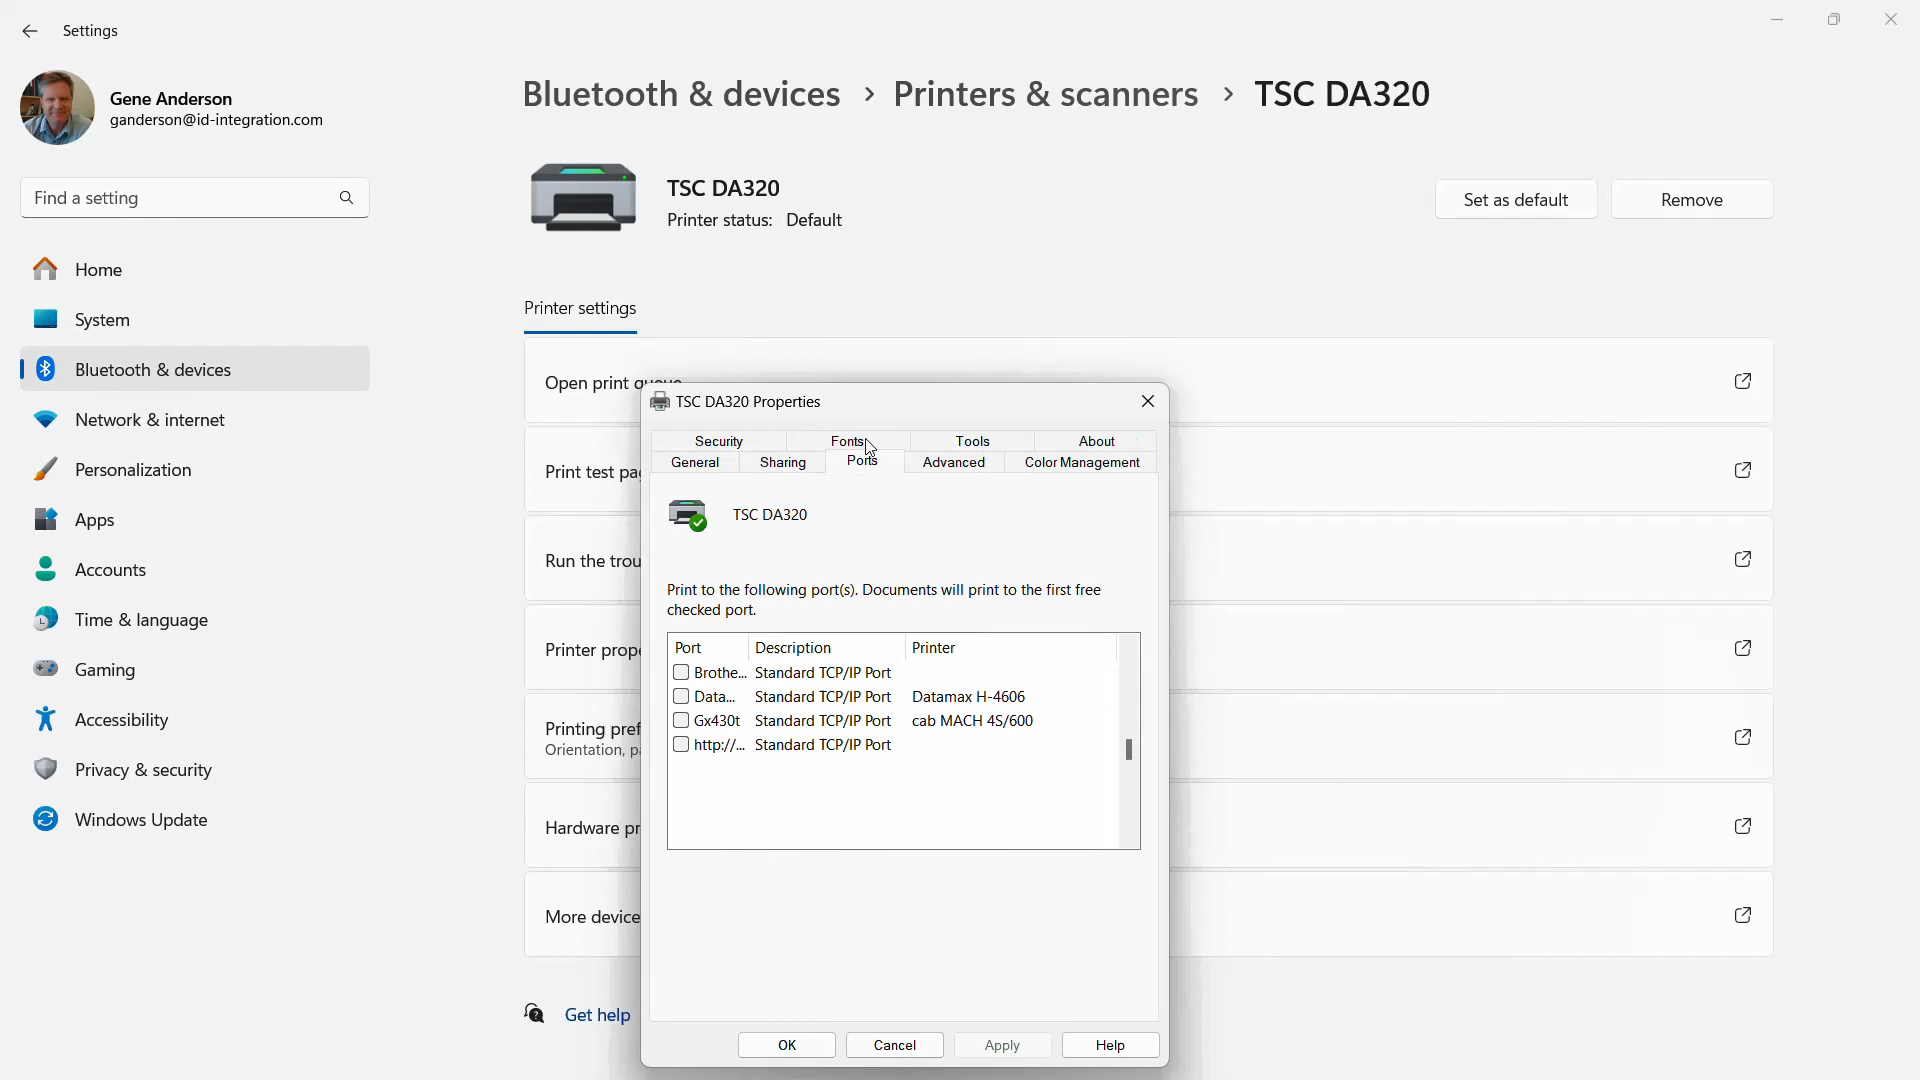 Settings
Gene Anderson
ganderson@id-integration.com
Find a setting
Home
System
Bluetooth & devices
Network & internet
Personalization
Apps
Accounts
Time & language
Gaming
Accessibility
Privacy & security
Windows Update
Bluetooth & devices > Printers & scanners > TSC DA320
TSC DA320
Printer status: Default
Set as default
Remove
Printer settings
Open print queue
Print test pa
Run the trou
Printer prope
Printing pref
Orientation, pa
Hardware pr
More device
Get help
TSC DA320 Properties
Security Fonts Tools About
General Sharing Ports Advanced Color Management
TSC DA320
Print to the following port(s). Documents will print to the first free
checked port.
Port Description Printer
Brothe... Standard TCP/IP Port
Data... Standard TCP/IP Port Datamax H-4606
Gx430t Standard TCP/IP Port cab MACH 4S/600
http://... Standard TCP/IP Port
OK Cancel Apply Help